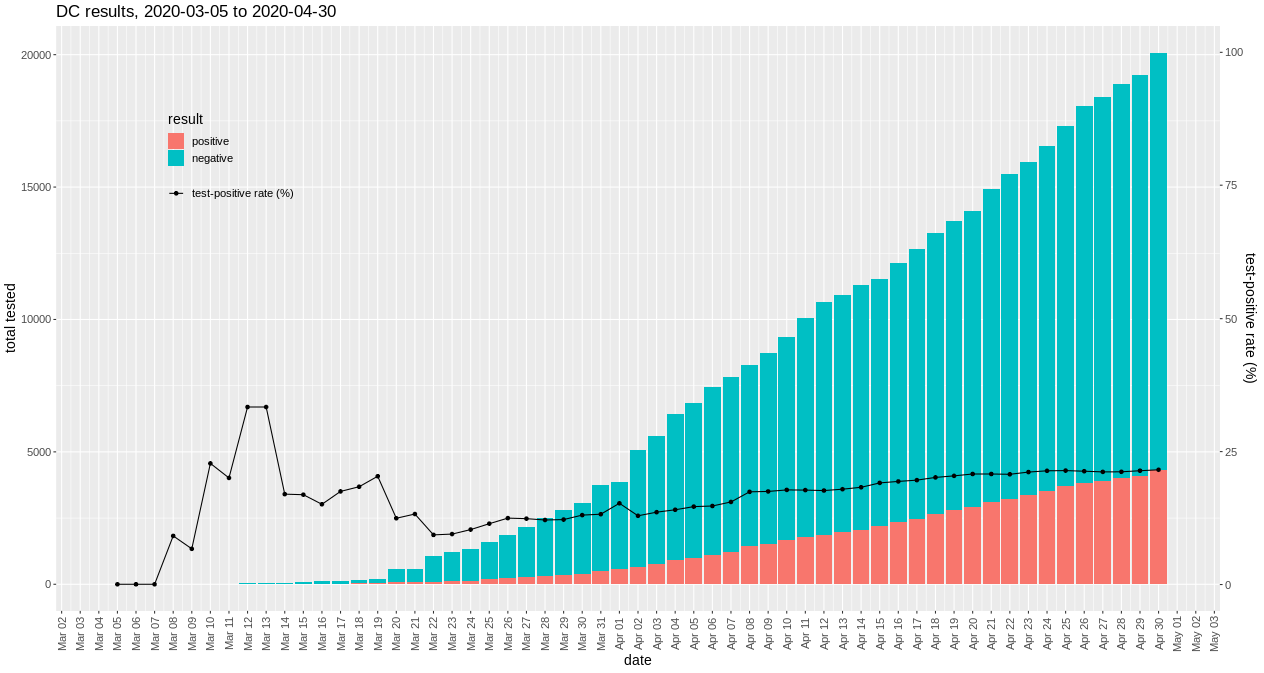 DC results, 2020-03-05 to 2020-04-30
total tested
20000
15000
10000
5000
0
result
positive
negative
test-positive rate (%)
100
75
50
25
0
test-positive rate (%)
Mar 02
Mar 03
Mar 04
Mar 05
Mar 06
Mar 07
Mar 08
Mar 09
Mar 10
Mar 11
Mar 12
Mar 13
Mar 14
Mar 15
Mar 16
Mar 17
Mar 18
Mar 19
Mar 20
Mar 21
Mar 22
Mar 23
Mar 24
Mar 25
Mar 26
Mar 27
Mar 28
Mar 29
Mar 30
Mar 31
Apr 01
Apr 02
Apr 03
Apr 04
Apr 05
Apr 06
Apr 07
Apr 08
Apr 09
Apr 10
Apr 11
Apr 12
Apr 13
Apr 14
Apr 15
Apr 16
Apr 17
Apr 18
Apr 19
Apr 20
Apr 21
Apr 22
Apr 23
Apr 24
Apr 25
Apr 26
Apr 27
Apr 28
Apr 29
Apr 30
May 01
May 02
May 03
date